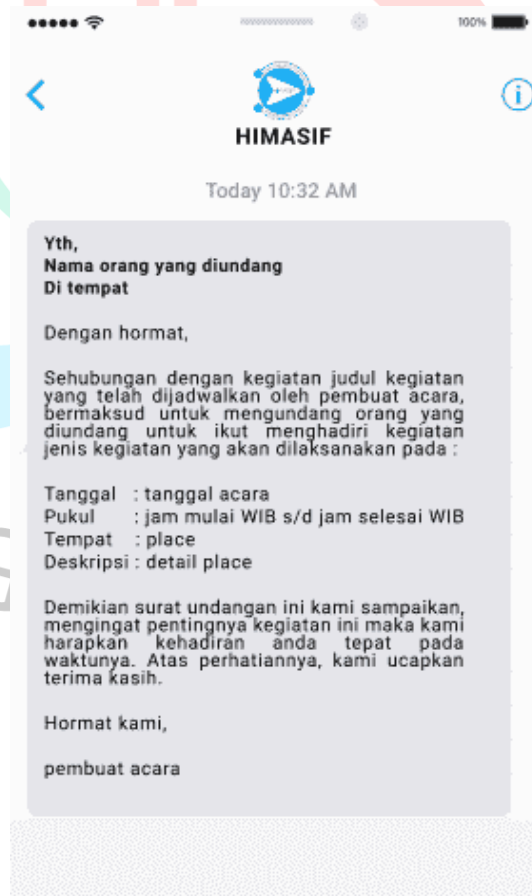 100%
HIMASIF
Today 10:32 AM
Yth,
Nama orang yang diundang
Di tempat
Dengan hormat,
Sehubungan dengan kegiatan judul kegiatan
yang telah dijadwalkan oleh pembuat acara,
bermaksud untuk mengundang orang yang
diundang untuk ikut menghadiri kegiatan
jenis kegiatan yang akan dilaksanakan pada :
Tanggal : tanggal acara
Pukul : jam mulai WIB s/d jam selesai WIB
Tempat : place
Deskripsi : detail place
Demikian surat undangan ini kami sampaikan,
mengingat pentingnya kegiatan ini maka kami
harapkan kehadiran anda tepat pada
waktunya. Atas perhatiannya, kami ucapkan
terima kasih.
Hormat kami,
pembuat acara